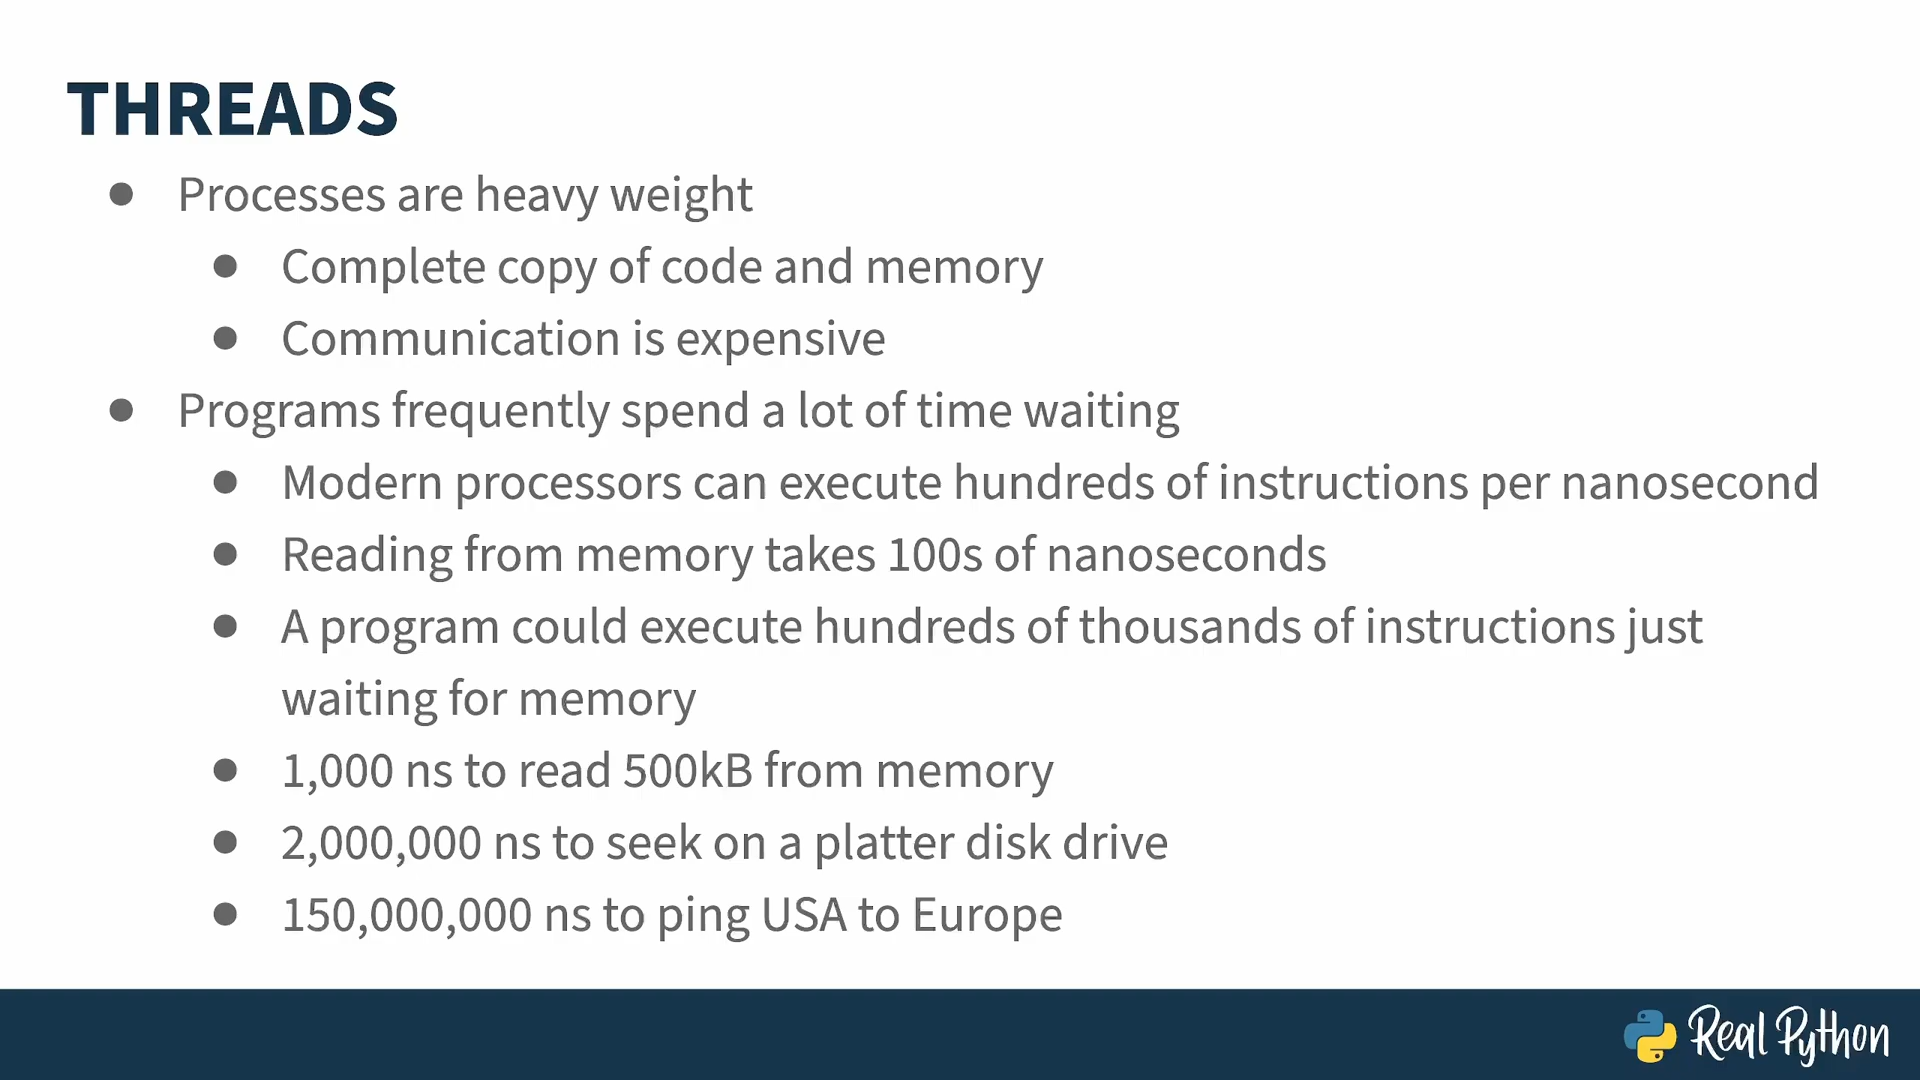 THREADS
● Processes are heavy weight
● Complete copy of code and memory
● Communication is expensive
● Programs frequently spend a lot of time waiting
● Modern processors can execute hundreds of instructions per nanosecond
● Reading from memory takes 100s of nanoseconds
● A program could execute hundreds of thousands of instructions just
waiting for memory
● 1,000 ns to read 500kB from memory
● 2,000,000 ns to seek on a platter disk drive
● 150,000,000 ns to ping USA to Europe
Real Python